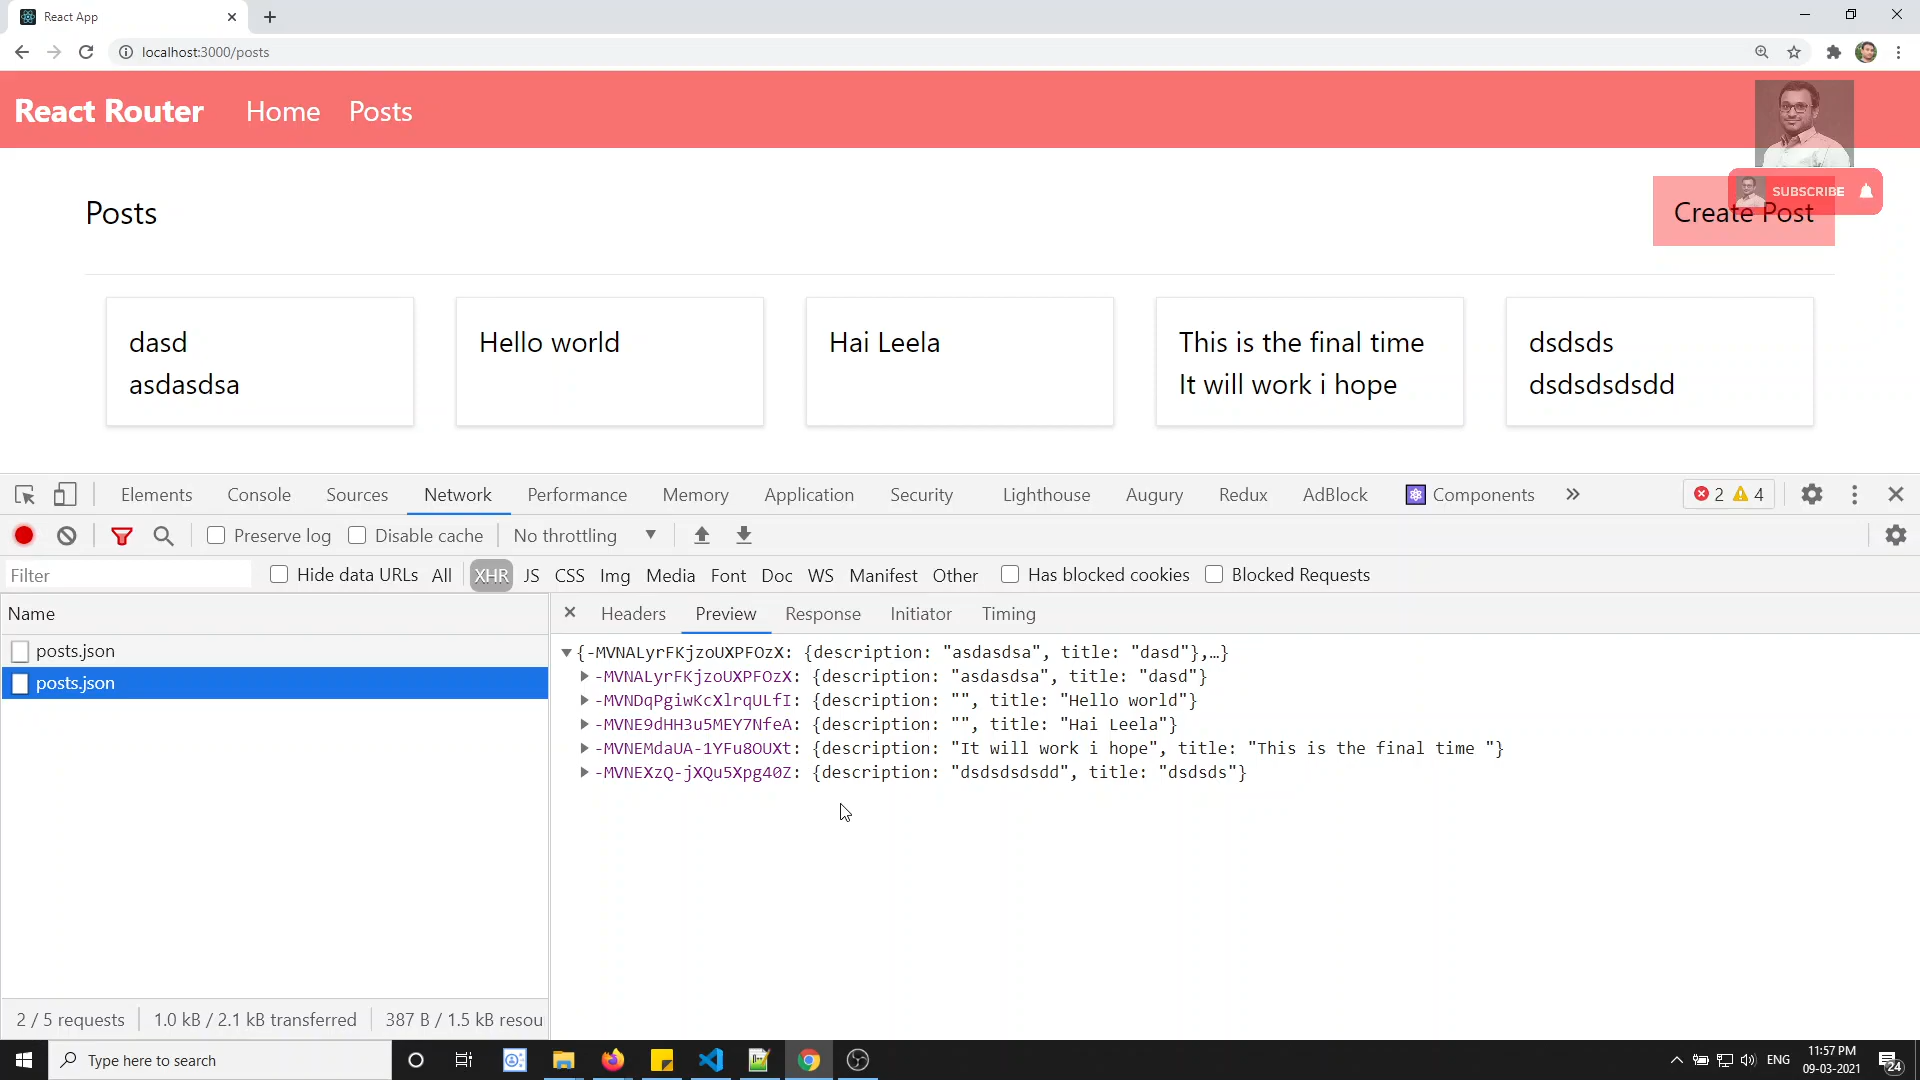 React App
localhost:3000/posts
React Router Home Posts
SUBSCRIBE
Posts
Create Post
dasd
asdasdsa
Hello world
Hai Leela
This is the final time
It will work i hope
dsdsds
dsdsdsdsdd
Elements Console Sources Network Performance Memory Application Security Lighthouse Augury Redux AdBlock Components 2 4
Preserve log Disable cache No throttling
Filter Hide data URLs All XHR JS CSS Img Media Font Doc WS Manifest Other Has blocked cookies Blocked Requests
Name
posts.json
posts.json
Headers Preview Response Initiator Timing
{-MVNALyrFKjzoUXPFOzX: {description: "asdasdsa", title: "dasd"},…}
-MVNALyrFKjzoUXPFOzX: {description: "asdasdsa", title: "dasd"}
-MVNDqPgiwKcXlrqULfI: {description: "", title: "Hello world"}
-MVNE9dHH3u5MEY7NfeA: {description: "", title: "Hai Leela"}
-MVNEMdaUA-1YFu8OUXt: {description: "It will work i hope", title: "This is the final time "}
-MVNEXzQ-jXQu5Xpg40Z: {description: "dsdsdsdsdd", title: "dsdsds"}
2 / 5 requests 1.0 kB / 2.1 kB transferred 387 B / 1.5 kB resou
Type here to search
ENG
11:57 PM
09-03-2021
24